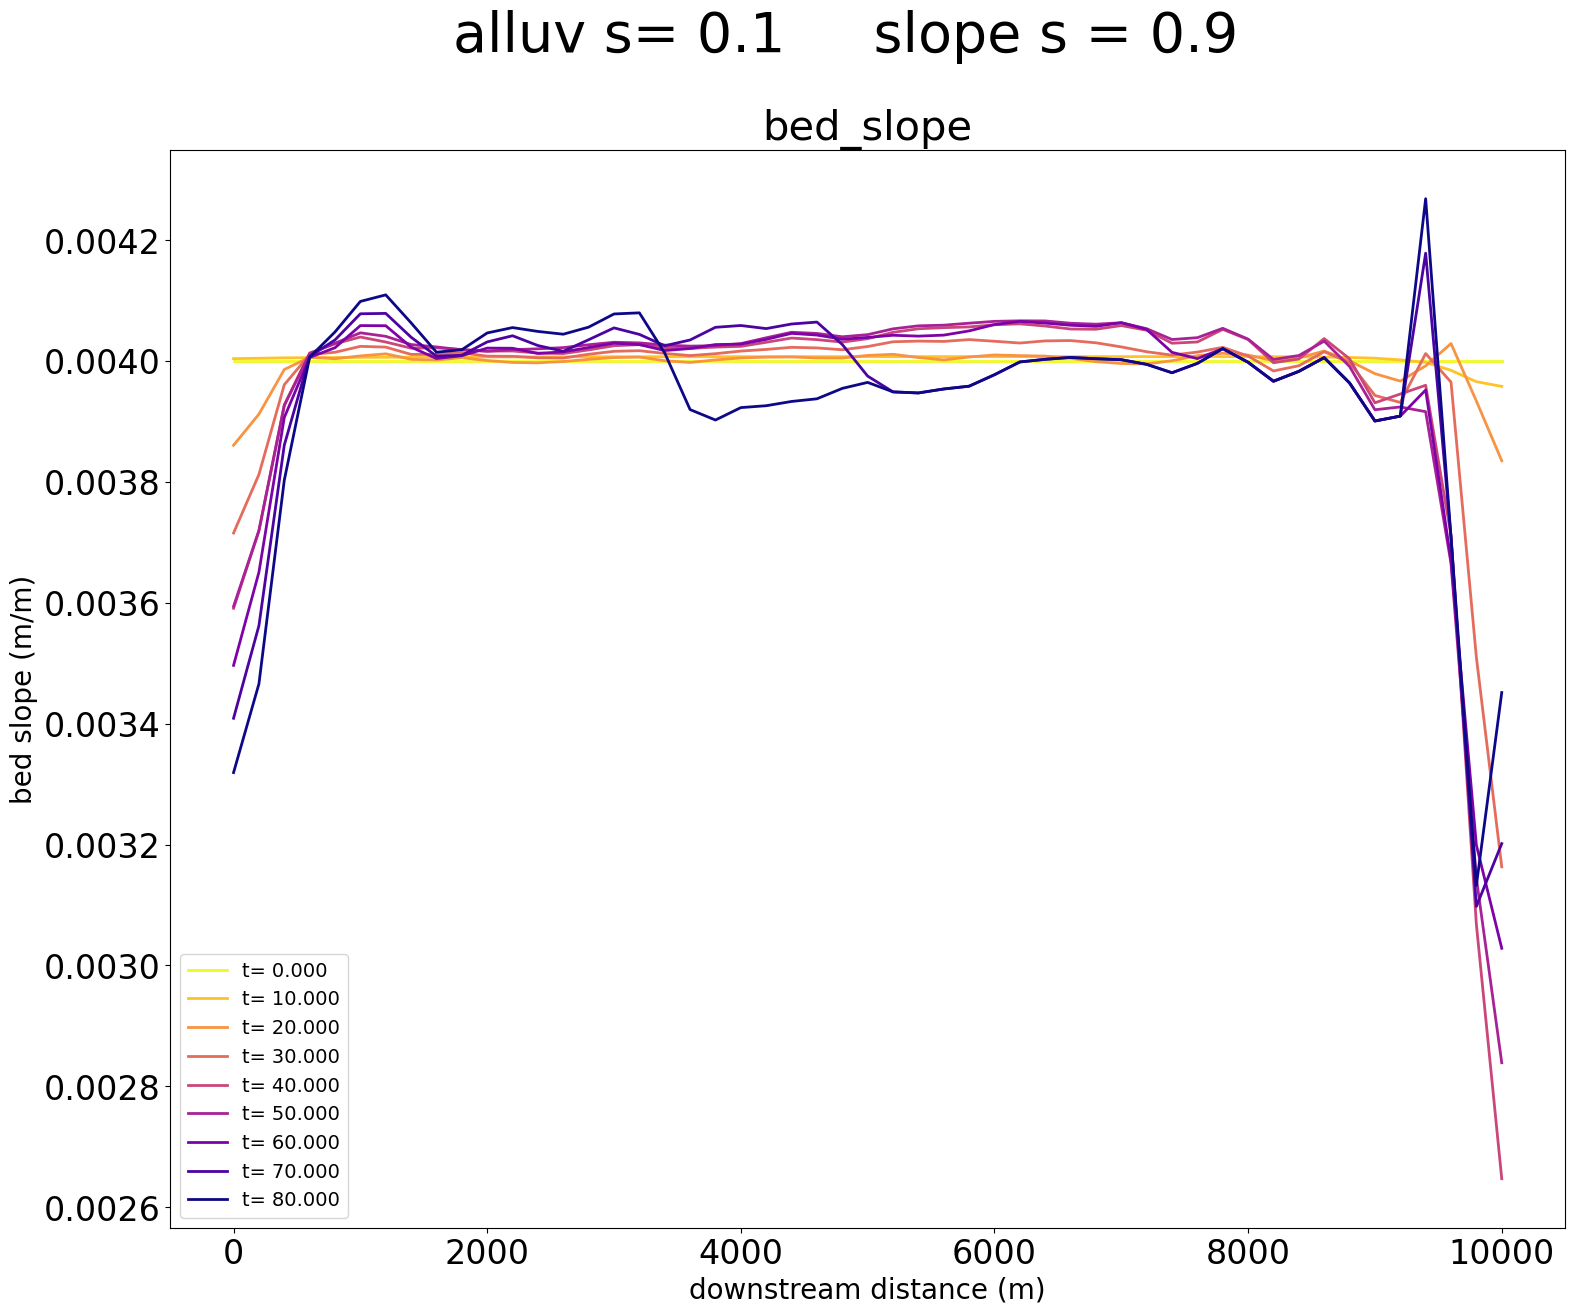 alluv s= 0.1     slope s = 0.9
bed_slope
bed slope (m/m)
0.0042
0.0040
0.0038
0.0036
0.0034
0.0032
0.0030
0.0028
0.0026
t= 0.000
t= 10.000
t= 20.000
t= 30.000
t= 40.000
t= 50.000
t= 60.000
t= 70.000
t= 80.000
0 2000 4000 6000 8000 10000
downstream distance (m)